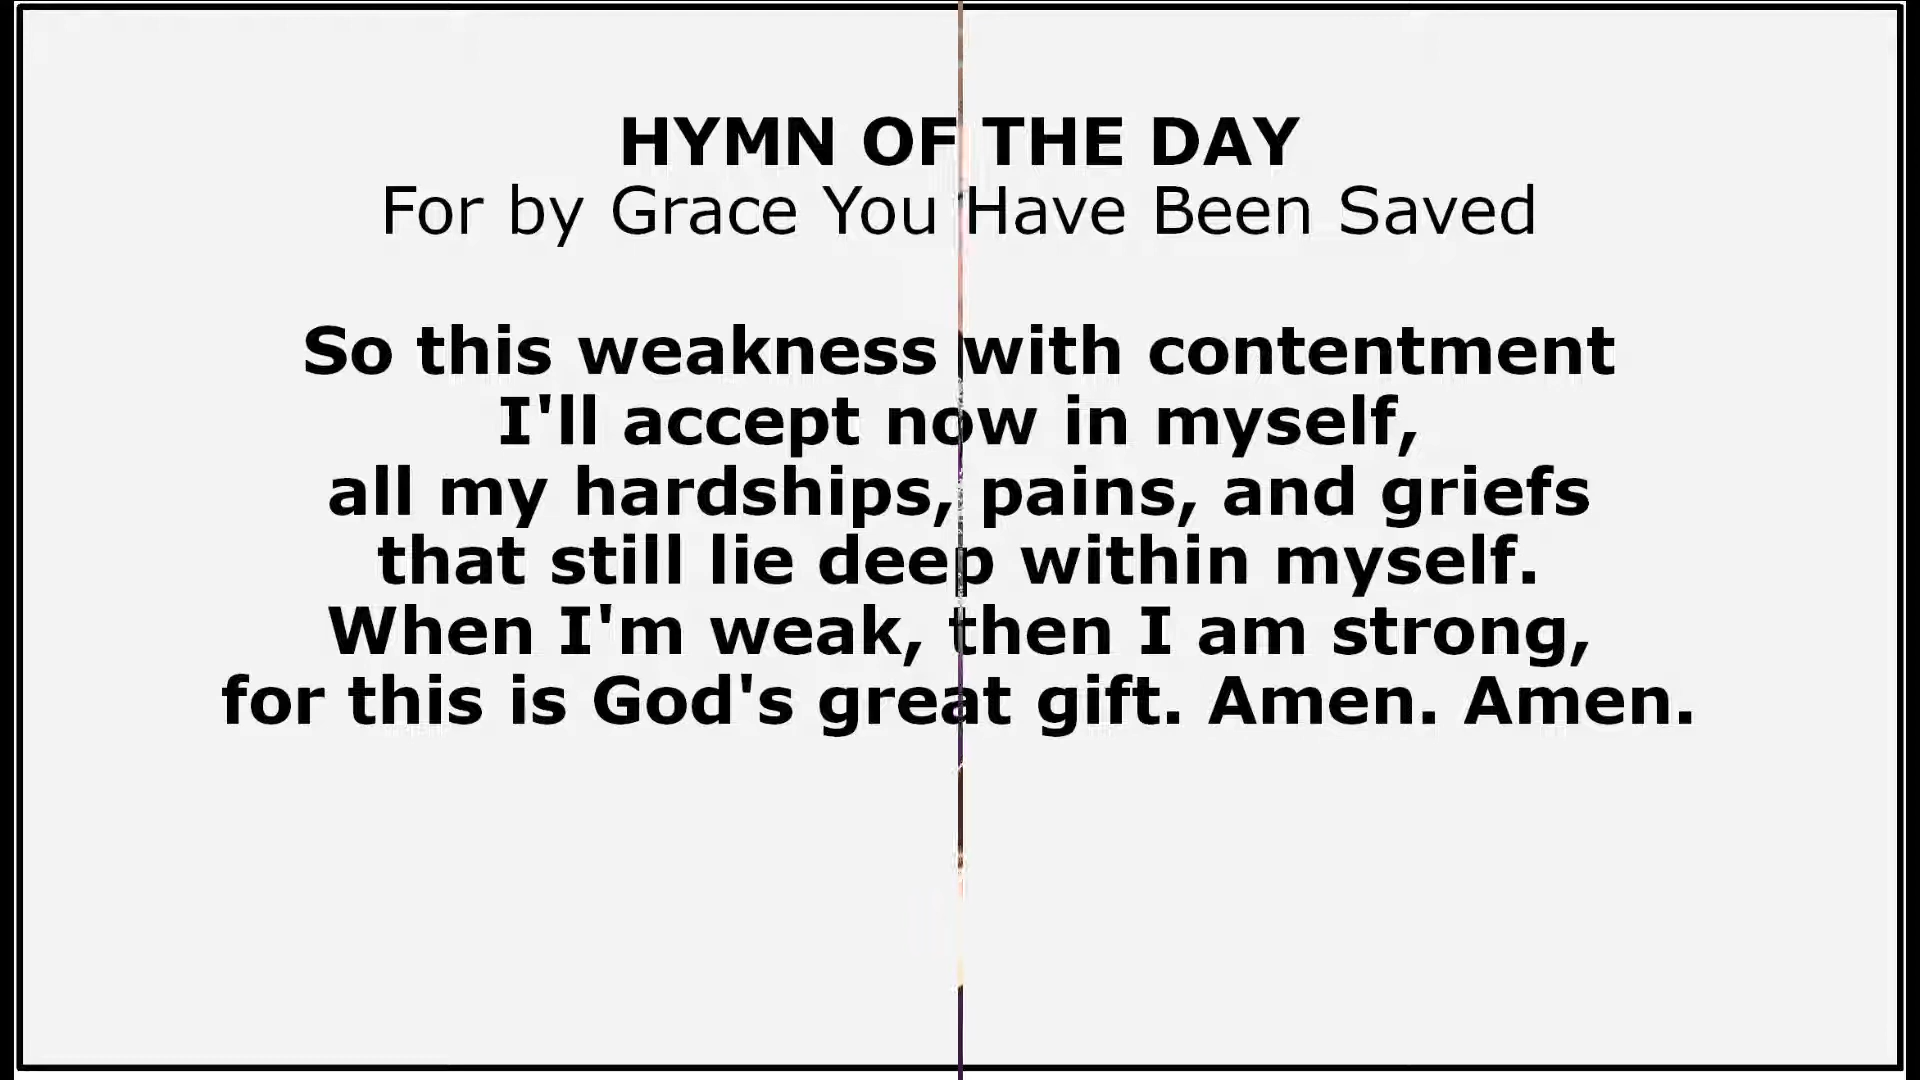 HYMN OF THE DAY
For by Grace You Have Been Saved
So this weakness with contentment
I'll accept now in myself,
all my hardships, pains, and griefs
that still lie deep within myself.
When I'm weak, then I am strong,
for this is God's great gift. Amen. Amen.